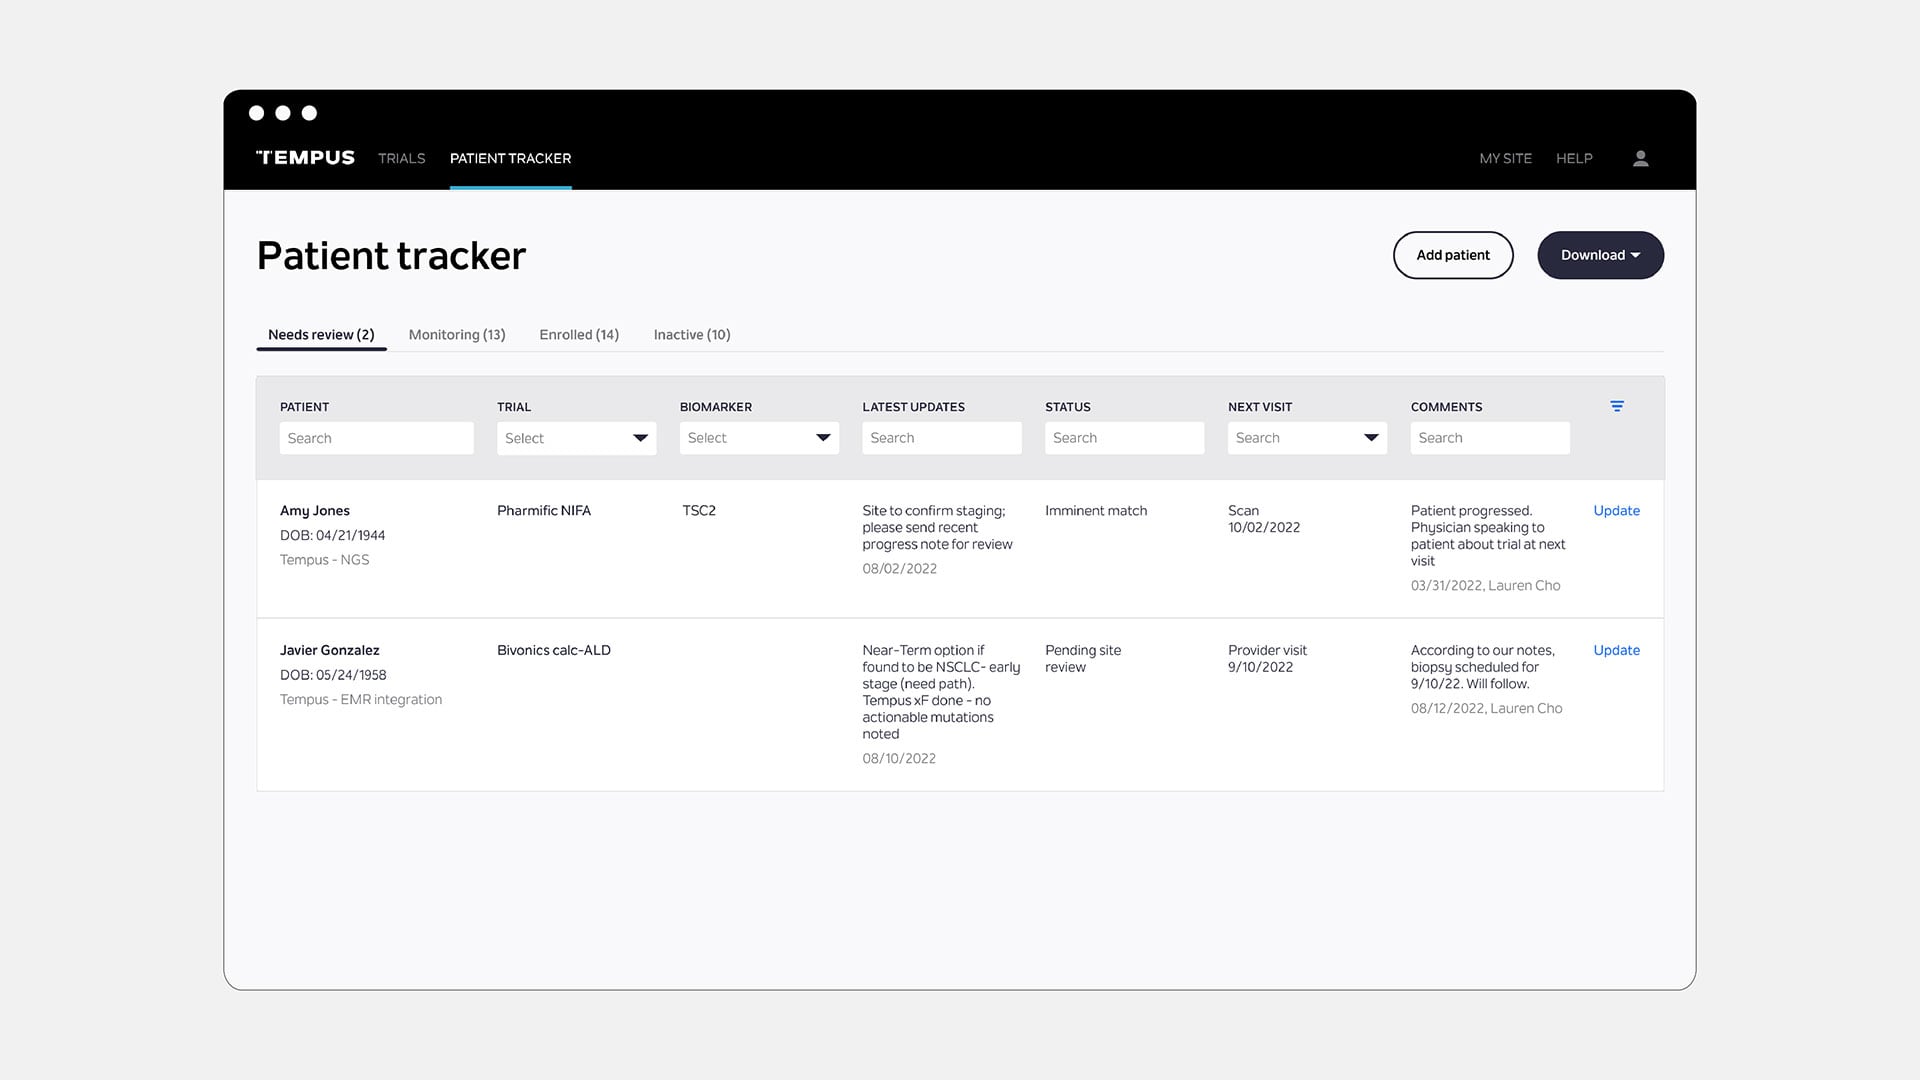 TEMPUS TRIALS PATIENT TRACKER MY SITE HELP
Patient tracker
Add patient
Download
Needs review (2) Monitoring (13) Enrolled (14) Inactive (10)
PATIENT TRIAL BIOMARKER LATEST UPDATES STATUS NEXT VISIT COMMENTS
Search Select Select Search Search Search Search
Amy Jones
DOB: 04/21/1944
Tempus - NGS
Pharmific NIFA
TSC2
Site to confirm staging;
please send recent
progress note for review
08/02/2022
Imminent match
Scan
10/02/2022
Patient progressed.
Physician speaking to
patient about trial at next
visit
03/31/2022, Lauren Cho
Update
Javier Gonzalez
DOB: 05/24/1958
Tempus - EMR integration
Bivonics calc-ALD
Near-Term option if
found to be NSCLC- early
stage (need path).
Tempus xF done - no
actionable mutations
noted
08/10/2022
Pending site
review
Provider visit
9/10/2022
According to our notes,
biopsy scheduled for
9/10/22. Will follow.
08/12/2022, Lauren Cho
Update